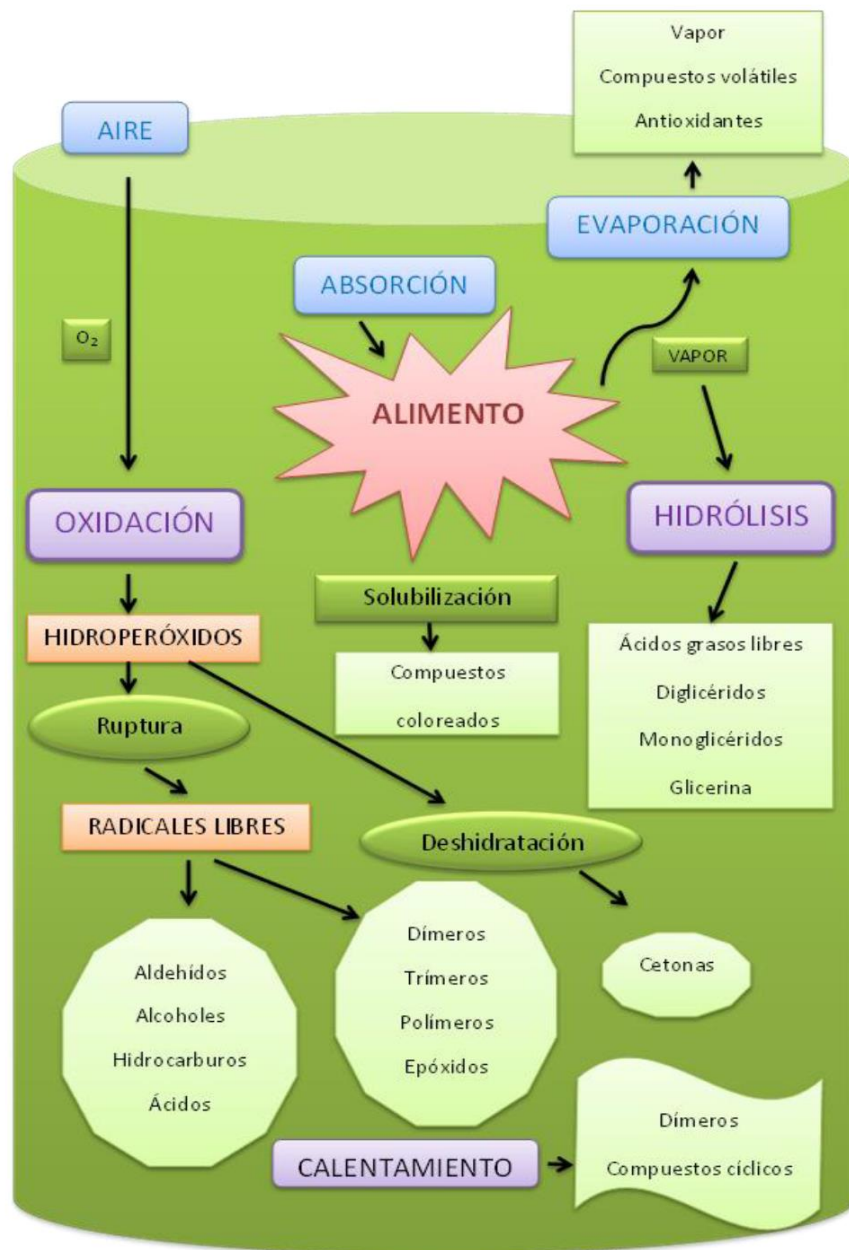 Vapor
Compuestos volátiles
Antioxidantes
AIRE
EVAPORACIÓN
ABSORCIÓN
O₂
VAPOR
ALIMENTO
OXIDACIÓN
HIDRÓLISIS
Solubilización
HIDROPERÓXIDOS
Compuestos
coloreados
Ácidos grasos libres
Diglicéridos
Monoglicéridos
Glicerina
Ruptura
RADICALES LIBRES
Deshidratación
Aldehídos
Alcoholes
Hidrocarburos
Ácidos
Dímeros
Trímeros
Polímeros
Epóxidos
Cetonas
CALENTAMIENTO
Dímeros
Compuestos cíclicos